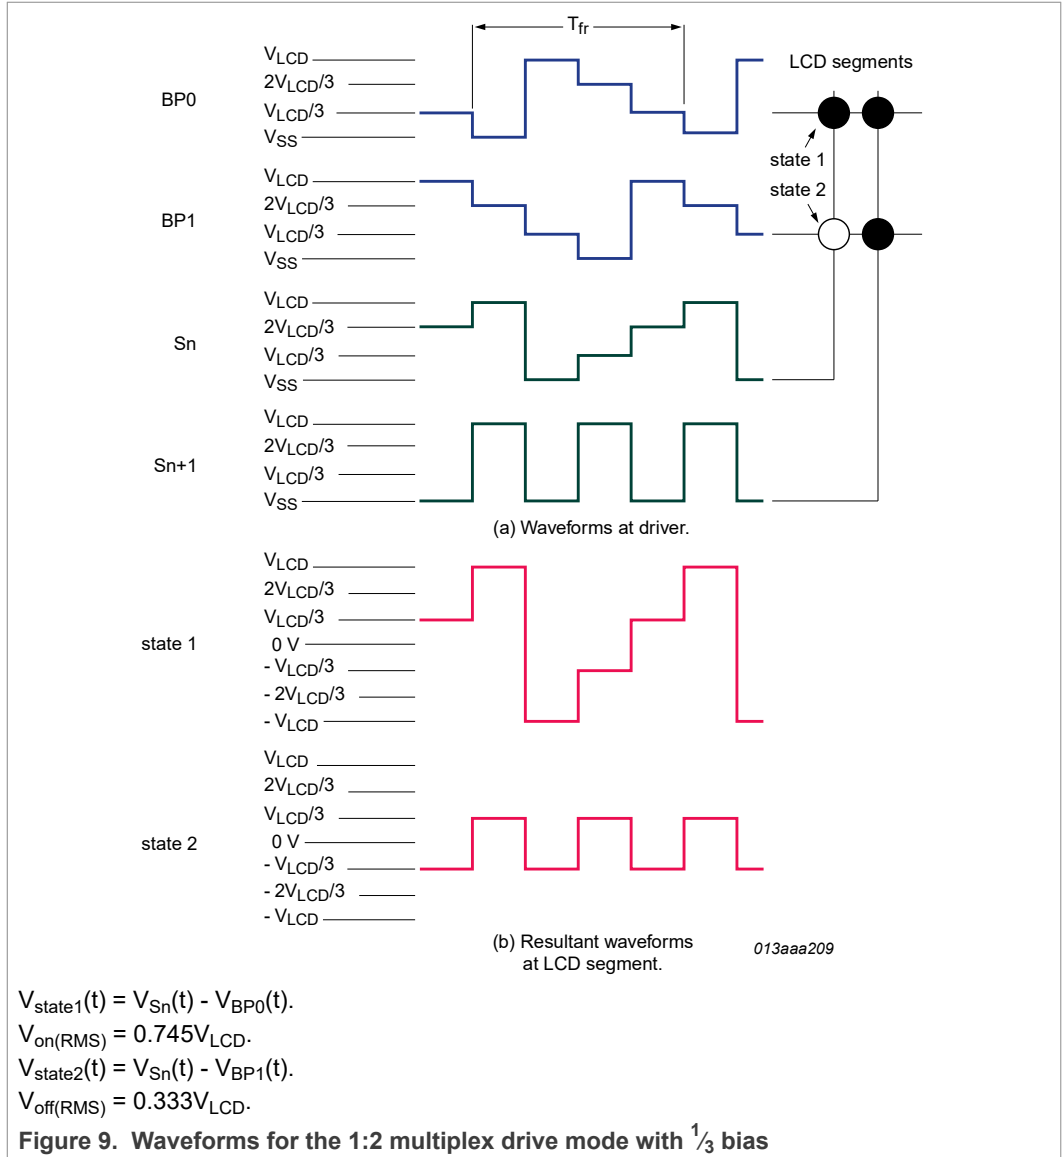 T_fr
BP0
V_LCD
2V_LCD/3
V_LCD/3
V_SS
LCD segments
state 1
state 2
BP1
V_LCD
2V_LCD/3
V_LCD/3
V_SS
Sn
V_LCD
2V_LCD/3
V_LCD/3
V_SS
Sn+1
V_LCD
2V_LCD/3
V_LCD/3
V_SS
(a) Waveforms at driver.
state 1
V_LCD
2V_LCD/3
V_LCD/3
0 V
- V_LCD/3
- 2V_LCD/3
- V_LCD
state 2
V_LCD
2V_LCD/3
V_LCD/3
0 V
- V_LCD/3
- 2V_LCD/3
- V_LCD
(b) Resultant waveforms
at LCD segment.
013aaa209
V_state1(t) = V_Sn(t) - V_BP0(t).
V_on(RMS) = 0.745V_LCD.
V_state2(t) = V_Sn(t) - V_BP1(t).
V_off(RMS) = 0.333V_LCD.
Figure 9. Waveforms for the 1:2 multiplex drive mode with 1/3 bias